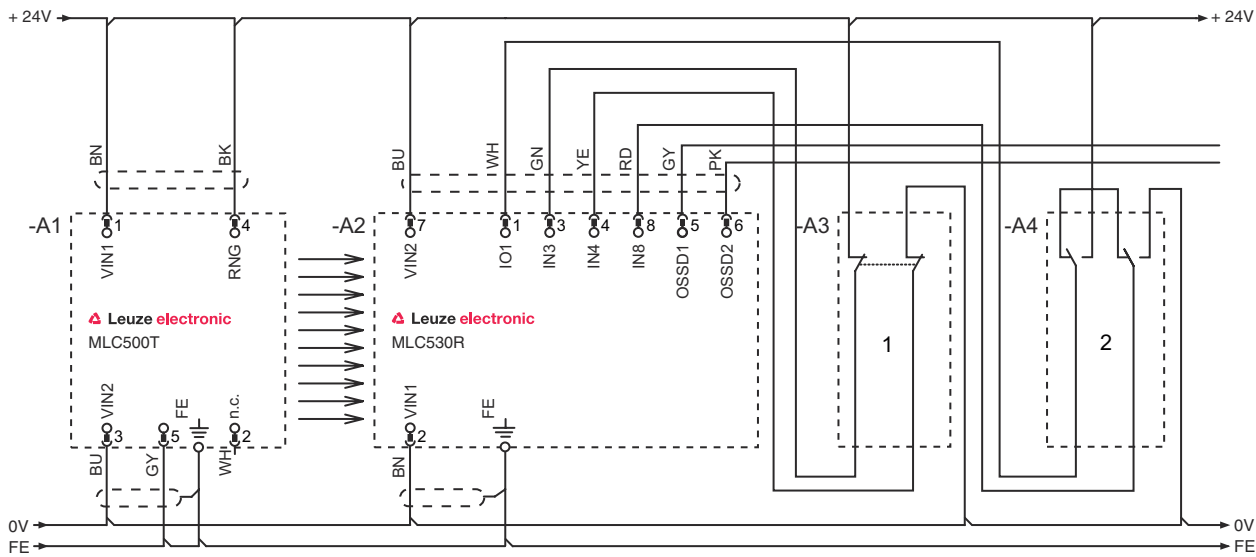 + 24V
+ 24V
BN
BK
BU
WH
GN
YE
RD
GY
PK
-A1
1
4
VIN1
RNG
Leuze electronic
MLC500T
VIN2
3
5
FE
n.c.
2
BU
GY
WH
-A2
7
1
3
4
8
5
6
VIN2
IO1
IN3
IN4
IN8
OSSD1
OSSD2
Leuze electronic
MLC530R
VIN1
2
FE
BN
-A3
1
-A4
2
0V
0V
FE
FE